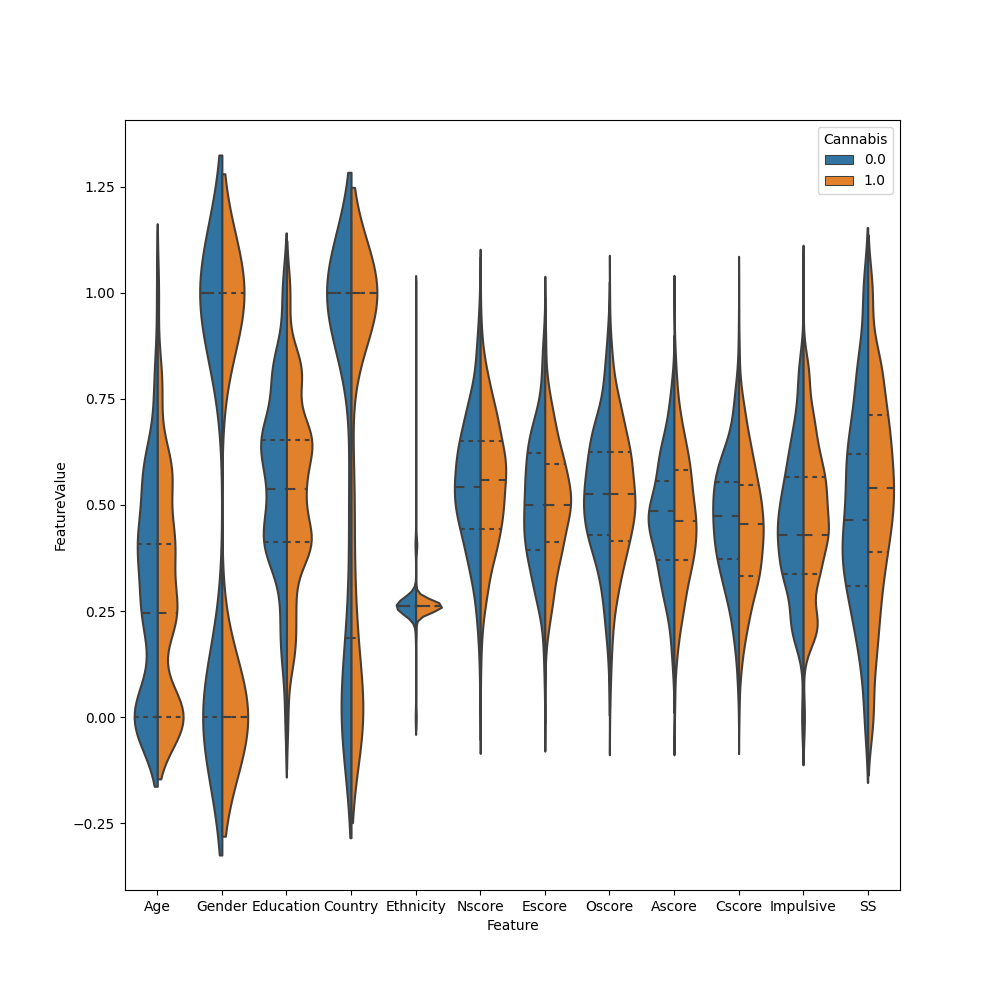 Cannabis
0.0
1.0
1.25
1.00
0.75
0.50
0.25
0.00
−0.25
FeatureValue
Age Gender Education Country Ethnicity Nscore Escore Oscore Ascore Cscore Impulsive SS
Feature